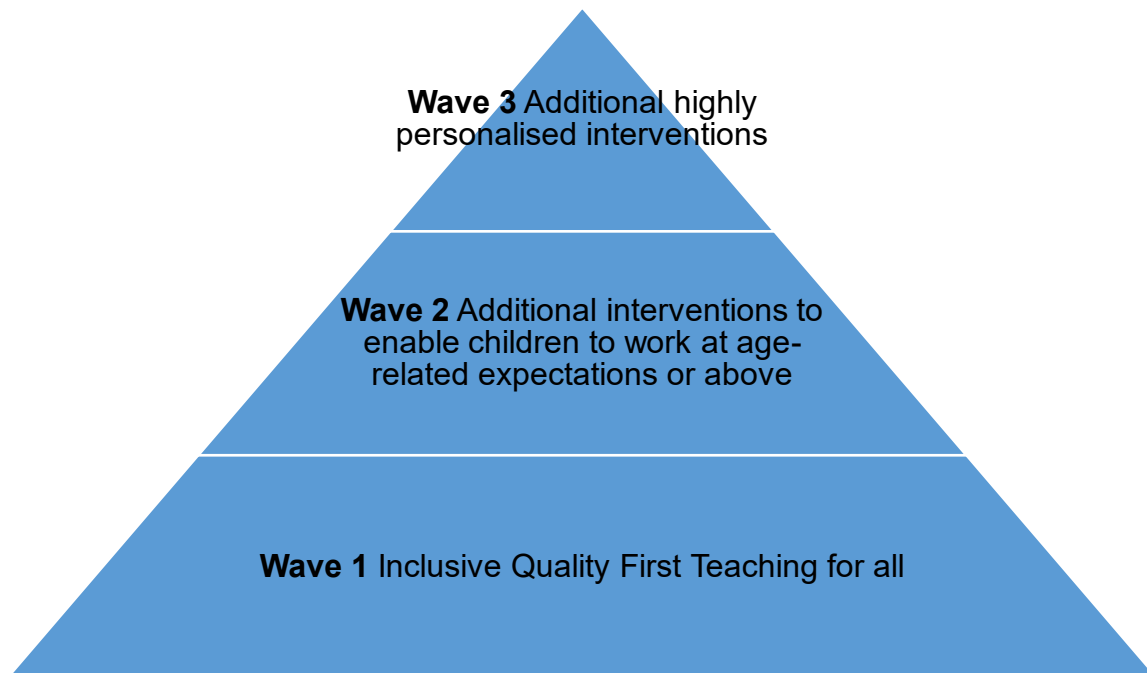 Wave 3 Additional highly
personalised interventions
Wave 2 Additional interventions to
enable children to work at age-
related expectations or above
Wave 1 Inclusive Quality First Teaching for all